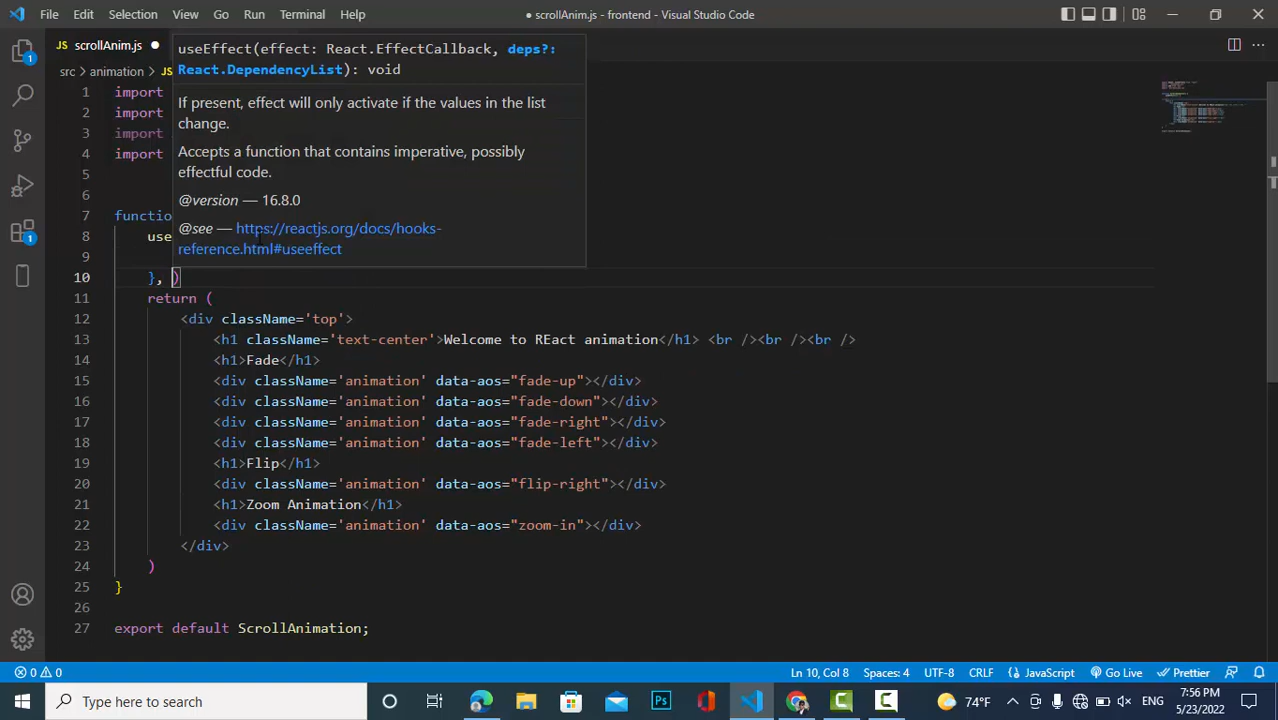 File Edit Selection View Go Run Terminal Help
● scrollAnim.js - frontend - Visual Studio Code
JS scrollAnim.js ●
src > animation > JS
useEffect(effect: React.EffectCallback, deps?:
React.DependencyList): void
If present, effect will only activate if the values in the list
change.
Accepts a function that contains imperative, possibly
effectful code.
@version — 16.8.0
@see — https://reactjs.org/docs/hooks-
reference.html#useeffect
1 import
2 import
3 import
4 import
5
6
7 functio
8 use
9
10 }, )
11 return (
12 <div className='top'>
13 <h1 className='text-center'>Welcome to REact animation</h1> <br /><br /><br />
14 <h1>Fade</h1>
15 <div className='animation' data-aos="fade-up"></div>
16 <div className='animation' data-aos="fade-down"></div>
17 <div className='animation' data-aos="fade-right"></div>
18 <div className='animation' data-aos="fade-left"></div>
19 <h1>Flip</h1>
20 <div className='animation' data-aos="flip-right"></div>
21 <h1>Zoom Animation</h1>
22 <div className='animation' data-aos="zoom-in"></div>
23 </div>
24 )
25 }
26
27 export default ScrollAnimation;
0 0 Ln 10, Col 8 Spaces: 4 UTF-8 CRLF JavaScript Go Live Prettier
Type here to search
Ps
74°F ENG
7:56 PM
5/23/2022